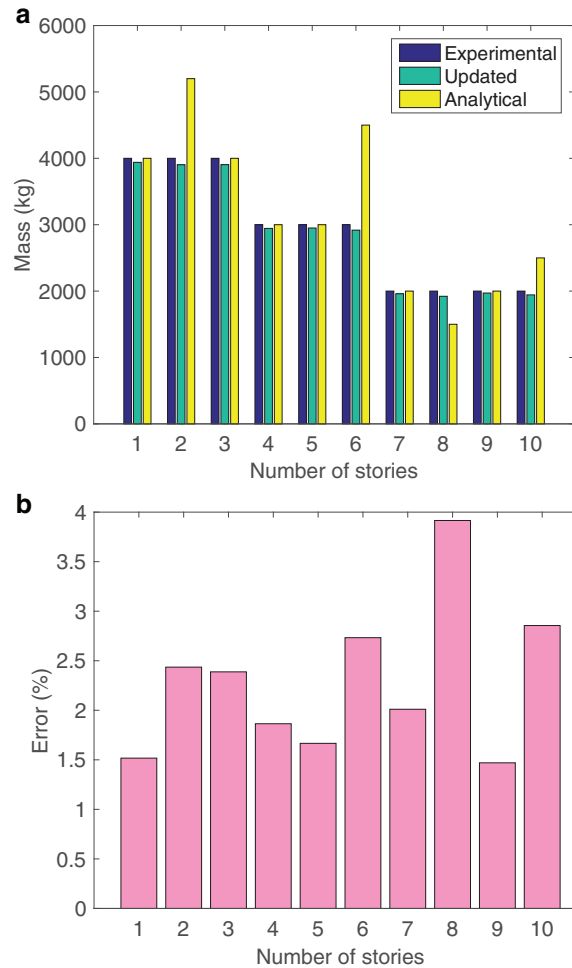 a
6000
5000
4000
3000
2000
1000
0
Mass (kg)
Experimental
Updated
Analytical
1 2 3 4 5 6 7 8 9 10
Number of stories
b
4
3.5
3
2.5
2
1.5
1
0.5
0
Error (%)
1 2 3 4 5 6 7 8 9 10
Number of stories